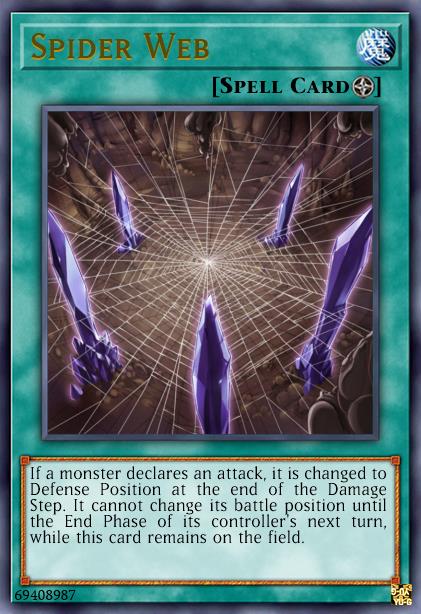 Spider Web
魔
[Spell Card]
If a monster declares an attack, it is changed to
Defense Position at the end of the Damage
Step. It cannot change its battle position until
the End Phase of its controller's next turn,
while this card remains on the field.
69408987